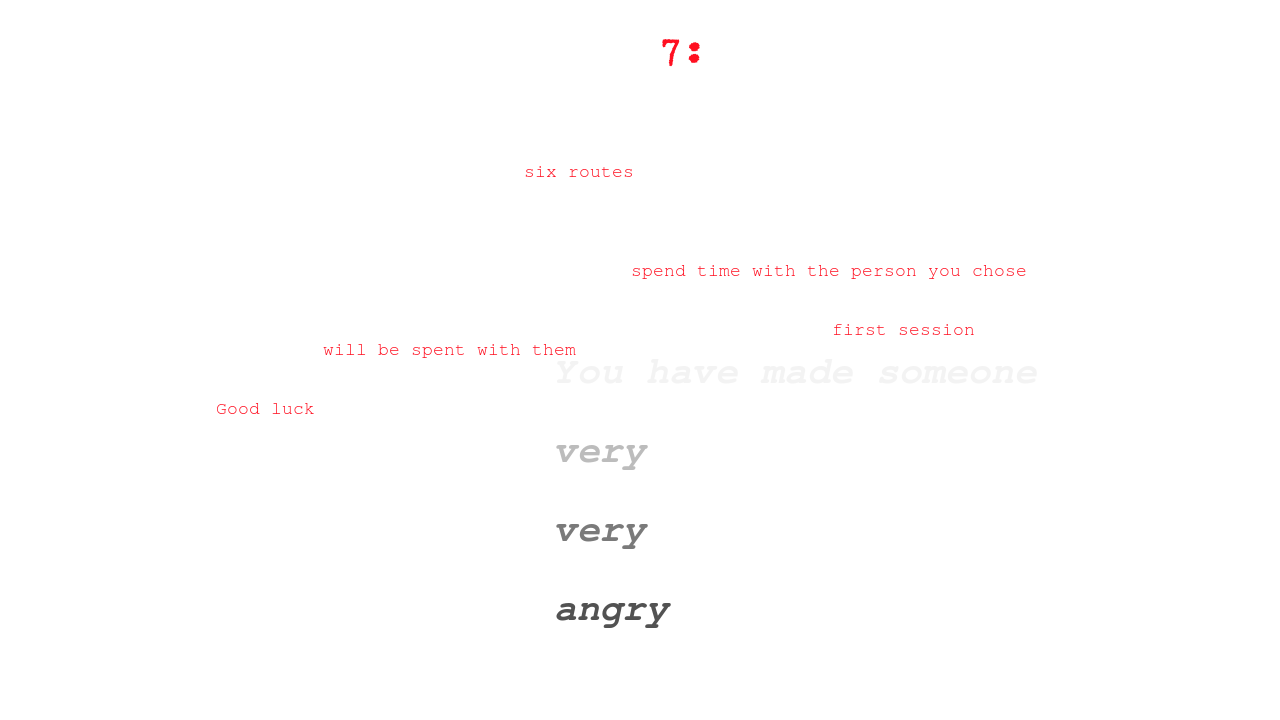 7:
six routes
spend time with the person you chose
first session
will be spent with them
You have made someone
Good luck
very
very
angry